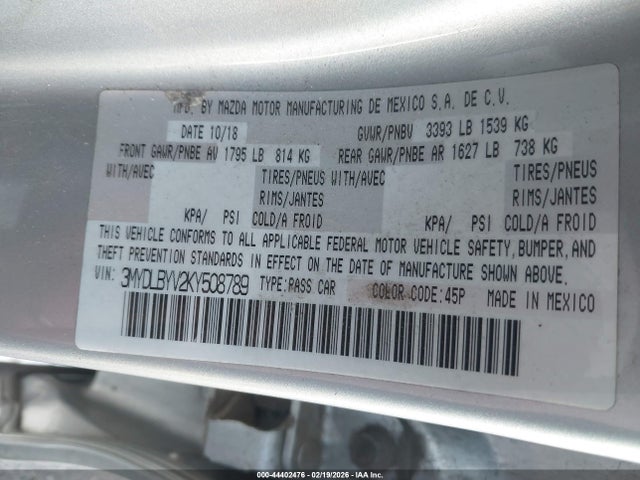 MFD. BY MAZDA MOTOR MANUFACTURING DE MEXICO S.A. DE C.V.
DATE 10/18 GVWR/PNBV 3393 LB 1539 KG
FRONT GAWR/PNBE AV 1795 LB 814 KG REAR GAWR/PNBE AR 1627 LB 738 KG
WITH/AVEC TIRES/PNEUS WITH/AVEC TIRES/PNEUS
RIMS/JANTES RIMS/JANTES
KPA/ PSI COLD/A FROID KPA/ PSI COLD/A FROID
THIS VEHICLE CONFORMS TO ALL APPLICABLE FEDERAL MOTOR VEHICLE SAFETY, BUMPER, AND
THEFT PREVENTION STANDARDS IN EFFECT ON THE DATE OF MANUFACTURE SHOWN ABOVE.
VIN: 3MYDLBYV2KY508789 TYPE:PASS CAR COLOR CODE:45P MADE IN MEXICO
000-44402476 - 02/19/2026 - IAA Inc.